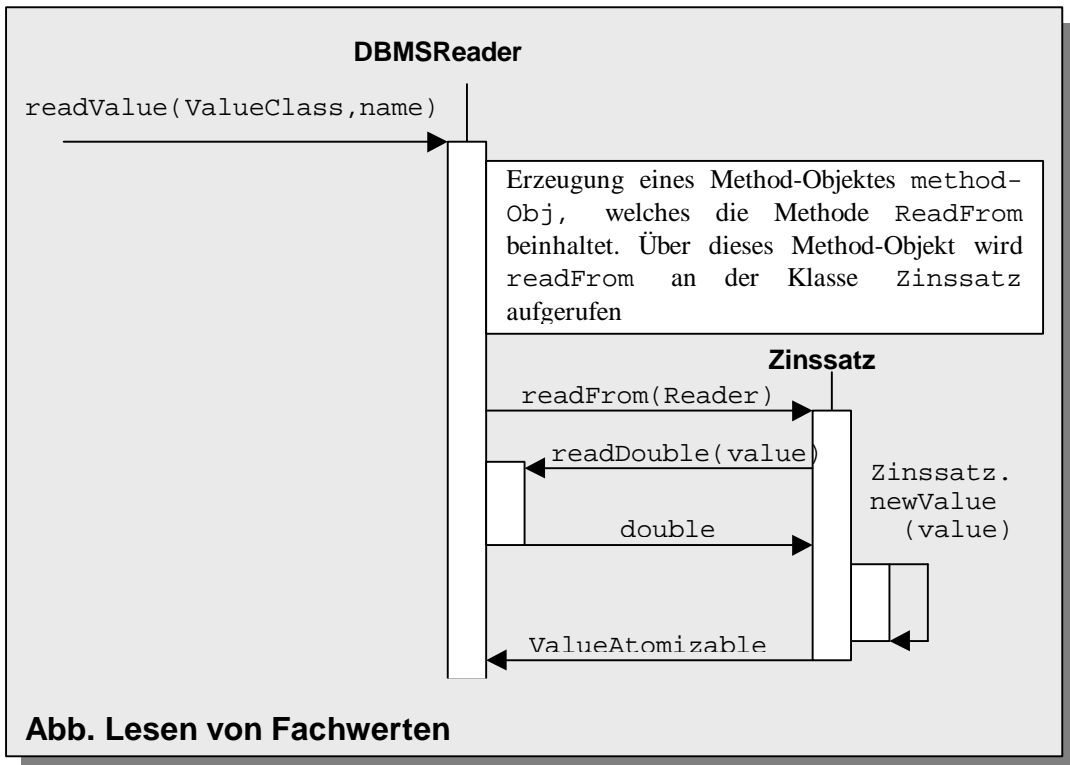 DBMSReader
readValue(ValueClass,name)
Erzeugung eines Method-Objektes method-
Obj, welches die Methode ReadFrom
beinhaltet. Über dieses Method-Objekt wird
readFrom an der Klasse Zinssatz
aufgerufen
Zinssatz
readFrom(Reader)
readDouble(value)
Zinssatz.
newValue
(value)
double
ValueAtomizable
Abb. Lesen von Fachwerten